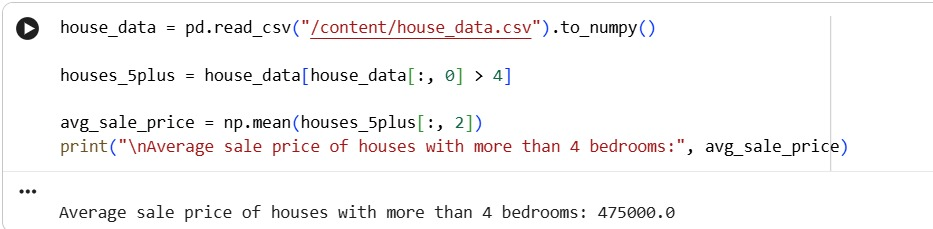 house_data = pd.read_csv("/content/house_data.csv").to_numpy()
houses_5plus = house_data[house_data[:, 0] > 4]
avg_sale_price = np.mean(houses_5plus[:, 2])
print("\nAverage sale price of houses with more than 4 bedrooms:", avg_sale_price)
Average sale price of houses with more than 4 bedrooms: 475000.0